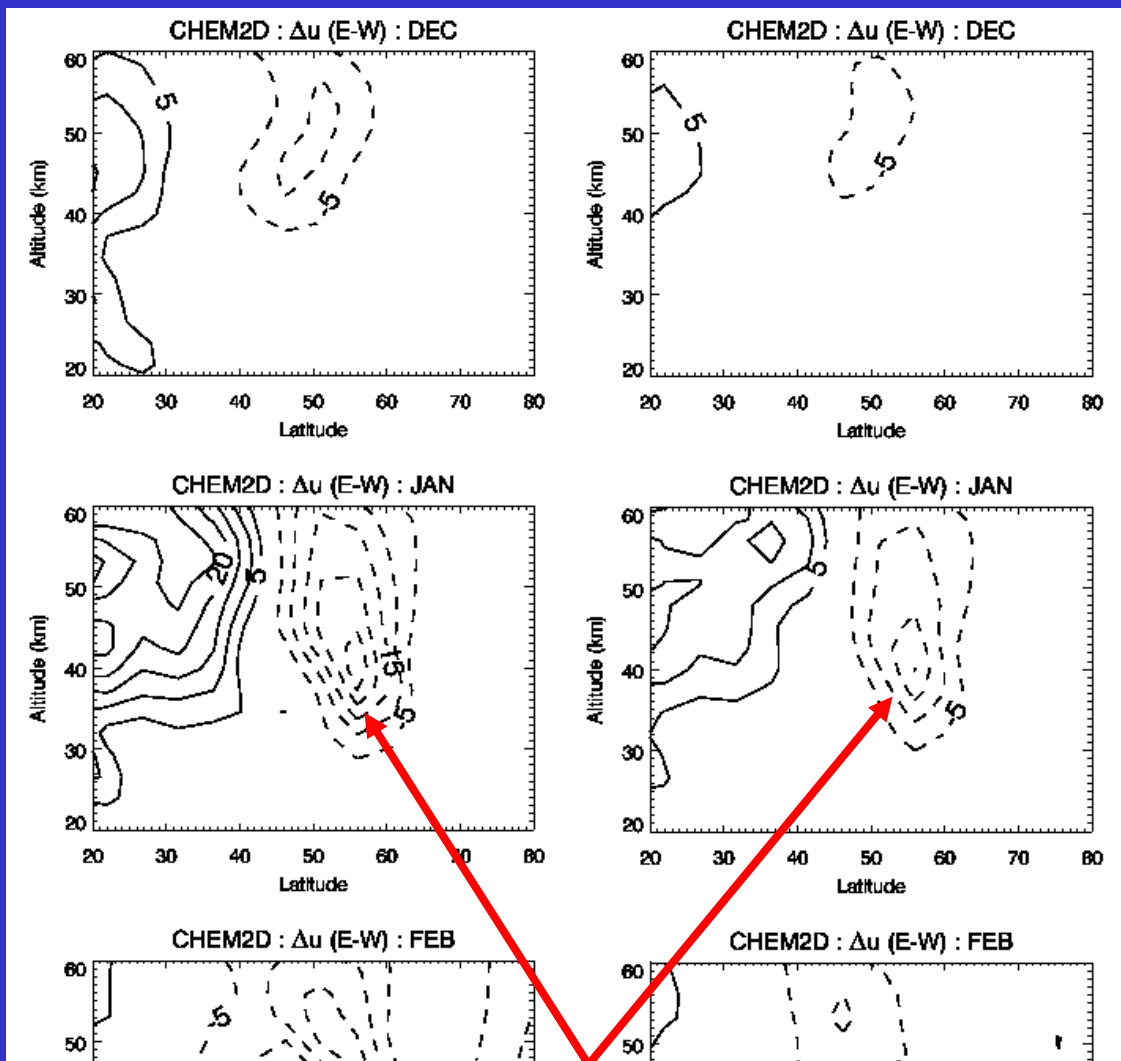 CHEM2D : Δu (E-W) : DEC
60
50
40
30
20
Altitude (km)
5
-5
20 30 40 50 60 70 80
Latitude
CHEM2D : Δu (E-W) : DEC
60
50
40
30
20
Altitude (km)
5
-5
20 30 40 50 60 70 80
Latitude
CHEM2D : Δu (E-W) : JAN
60
50
40
30
20
Altitude (km)
20
5
-15
-5
20 30 40 50 60 70 80
Latitude
CHEM2D : Δu (E-W) : JAN
60
50
40
30
20
Altitude (km)
5
-5
20 30 40 50 60 70 80
Latitude
CHEM2D : Δu (E-W) : FEB
60
50
-5
CHEM2D : Δu (E-W) : FEB
60
50